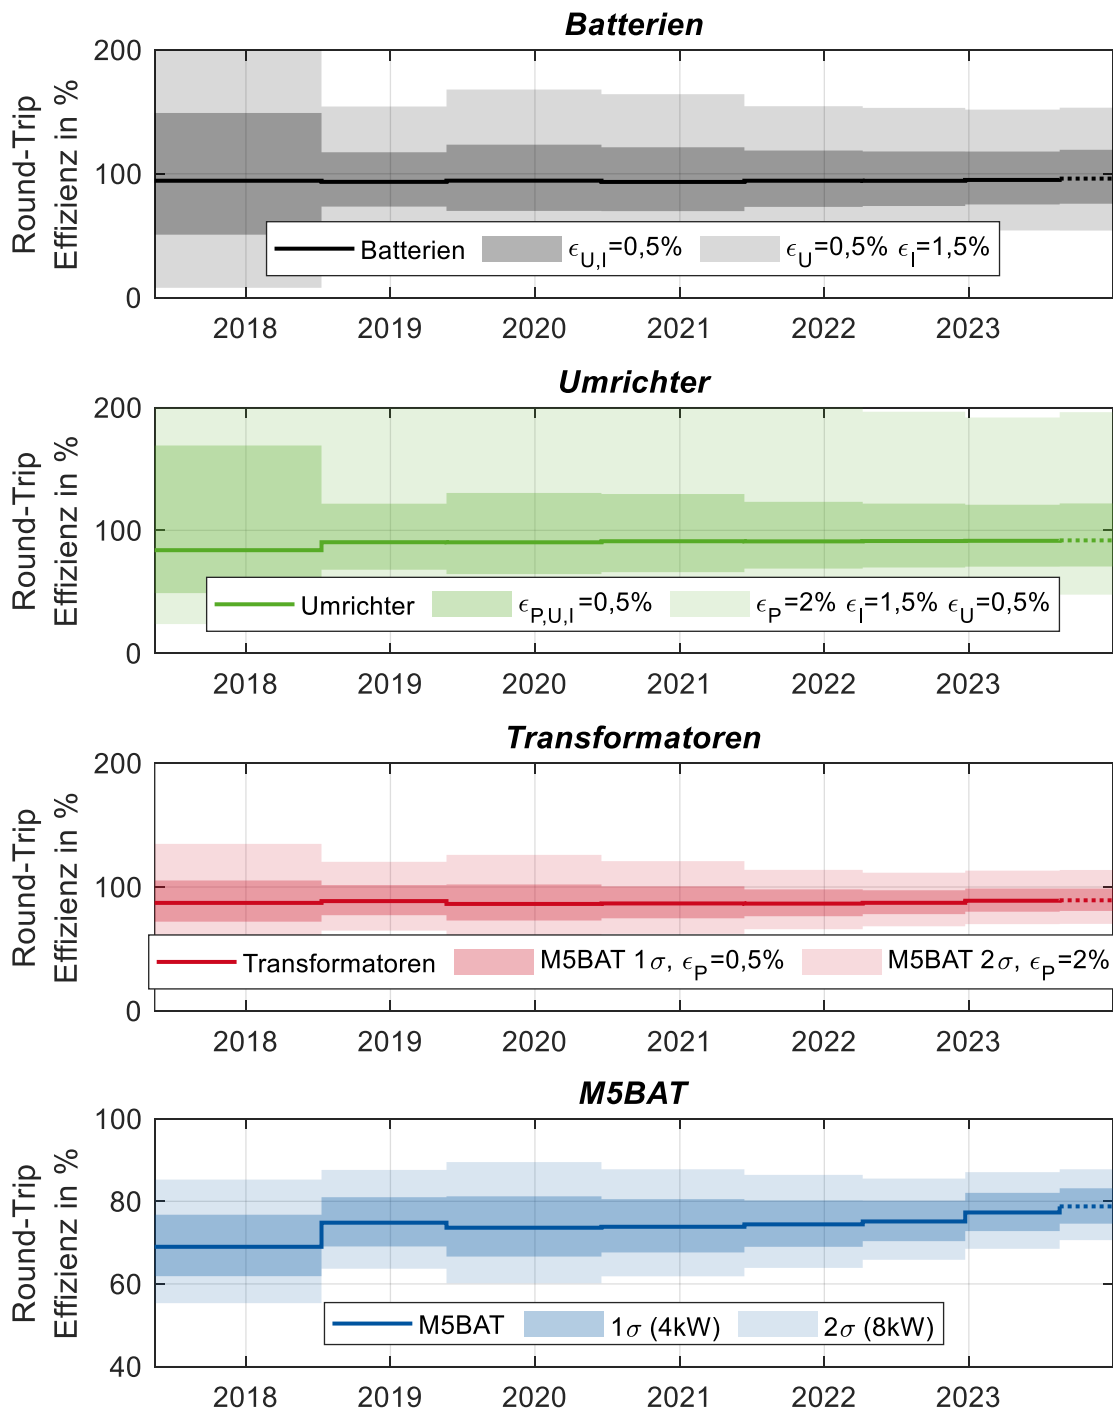 Batterien
Round-Trip
Effizienz in %
200
100
0
Batterien ϵU,I=0,5% ϵU=0,5% ϵI=1,5%
2018 2019 2020 2021 2022 2023
Umrichter
Round-Trip
Effizienz in %
200
100
0
Umrichter ϵP,U,I=0,5% ϵP=2% ϵI=1,5% ϵU=0,5%
2018 2019 2020 2021 2022 2023
Transformatoren
Round-Trip
Effizienz in %
200
100
0
Transformatoren M5BAT 1σ, ϵP=0,5% M5BAT 2σ, ϵP=2%
2018 2019 2020 2021 2022 2023
M5BAT
Round-Trip
Effizienz in %
100
80
60
40
M5BAT 1σ (4kW) 2σ (8kW)
2018 2019 2020 2021 2022 2023